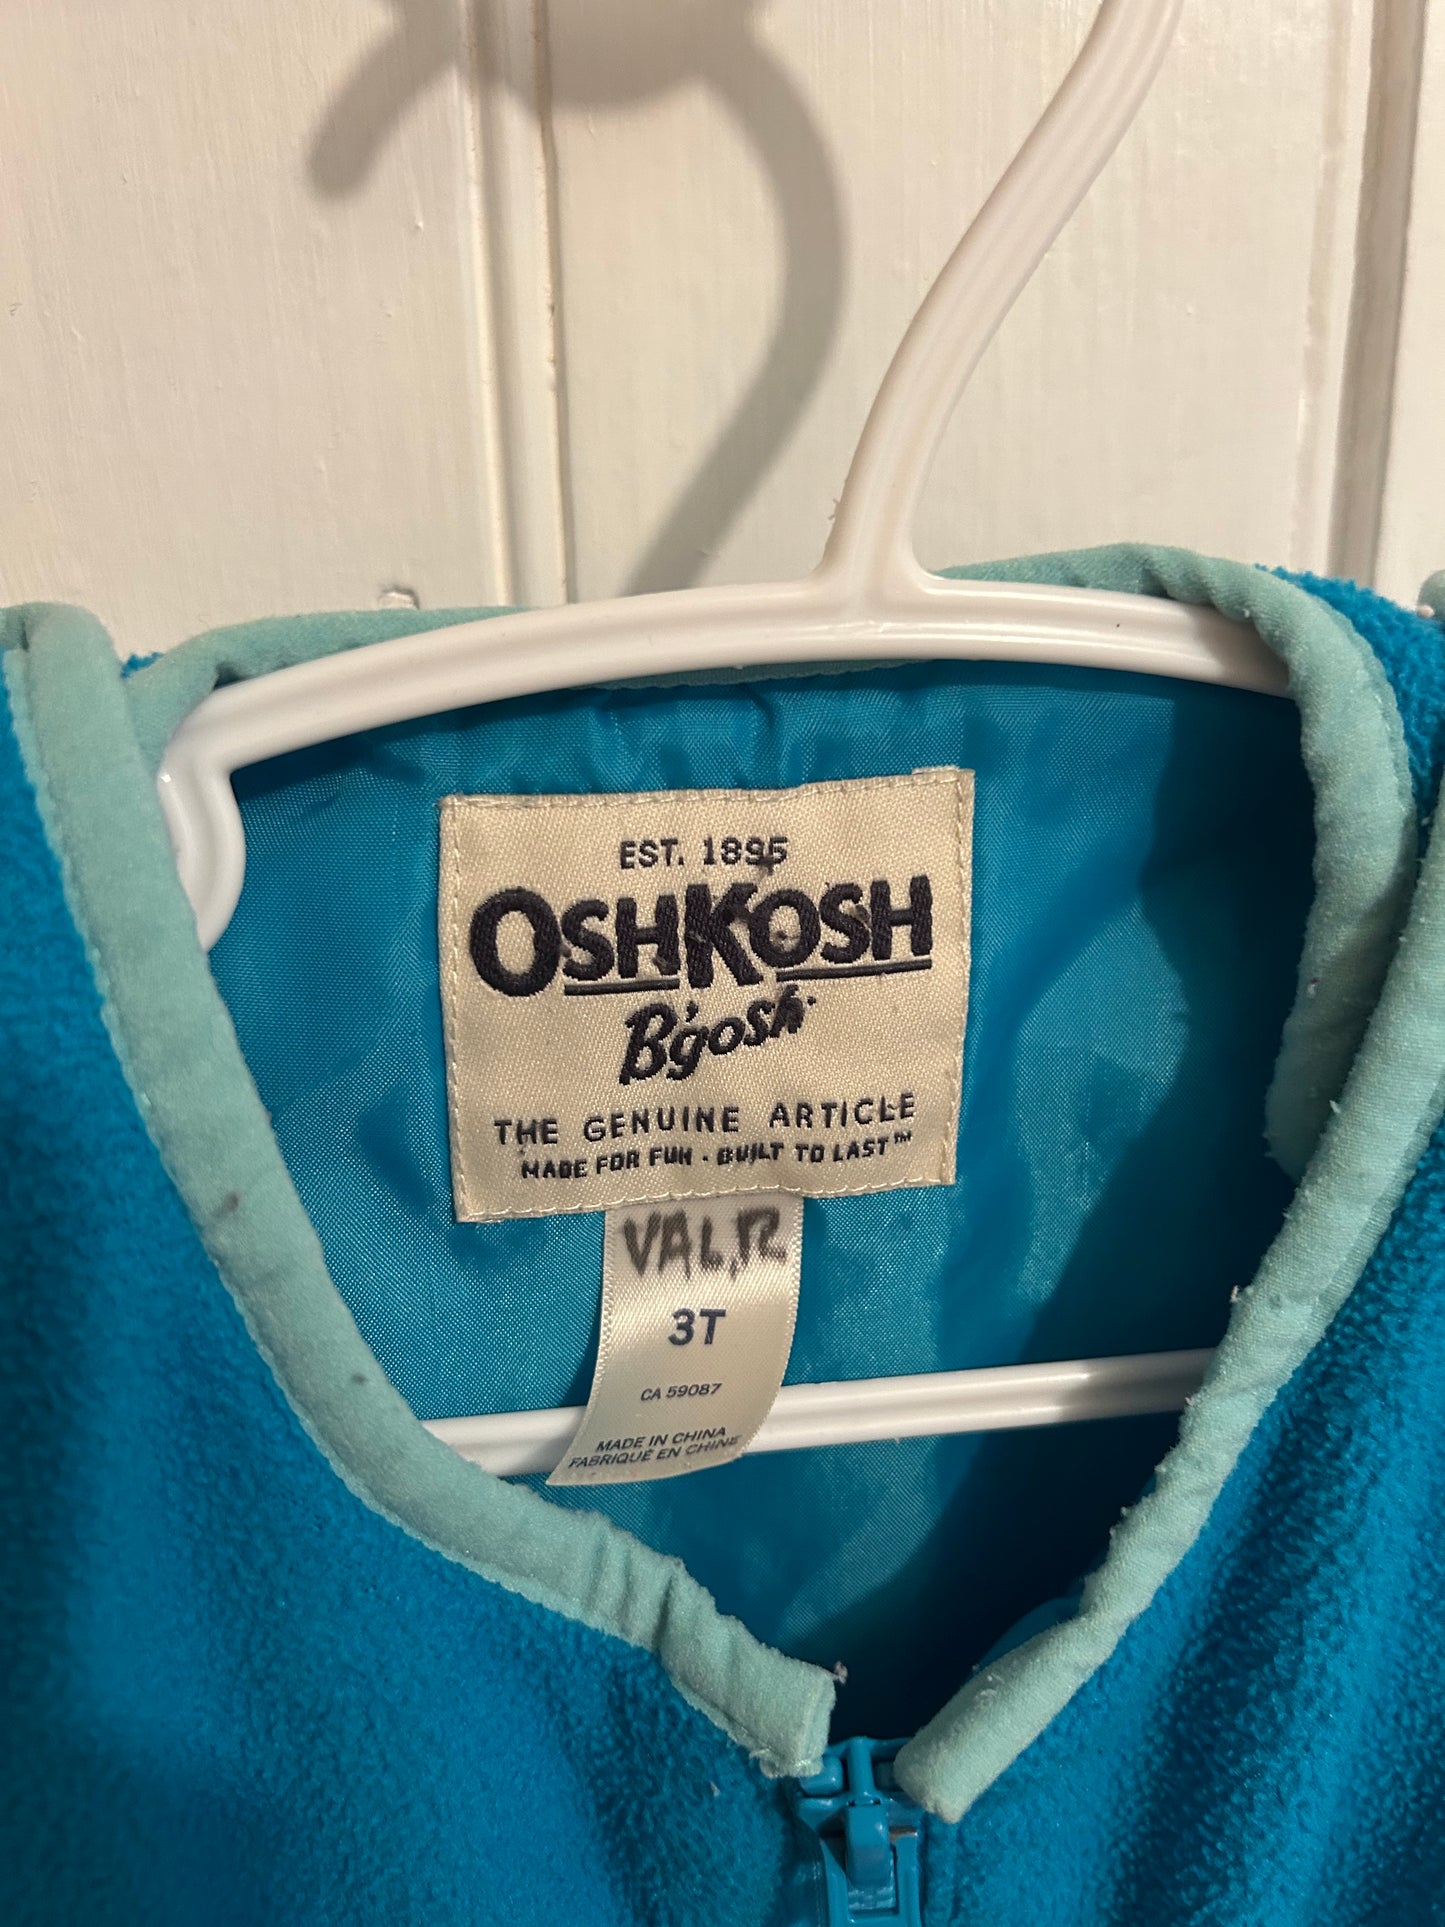 EST. 1895
OSHKOSH
B'gosh
THE GENUINE ARTICLE
MADE FOR FUN • BUILT TO LAST™
VAL.R
3T
CA 59087
MADE IN CHINA
FABRIQUÉ EN CHINE